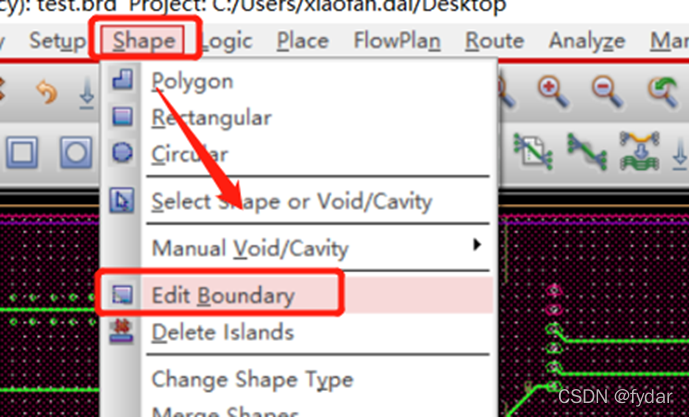 cy): test.brd Project: C:/Users/xiaofan.dai/Desktop
Setup Shape Logic Place FlowPlan Route Analyze Man
Polygon
Rectangular
Circular
Select Shape or Void/Cavity
Manual Void/Cavity
Edit Boundary
Delete Islands
Change Shape Type
Merge Shapes
CSDN @fydar